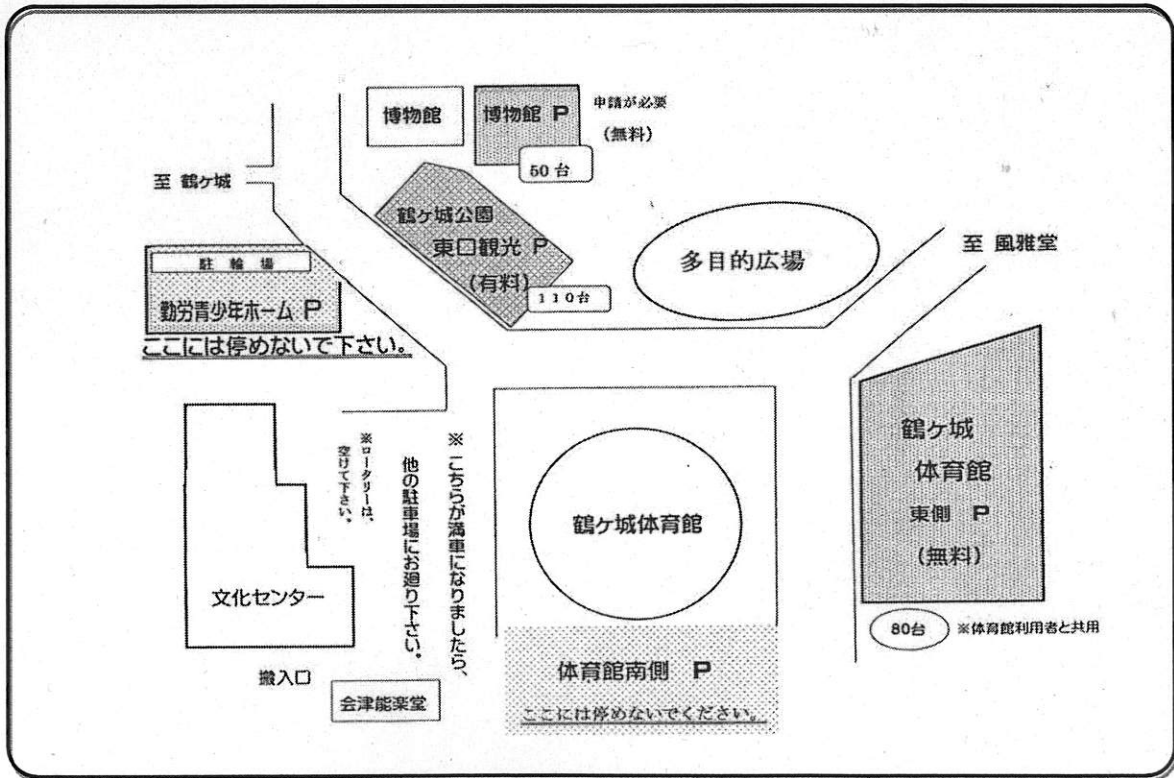 博物館
博物館 P
申請が必要
(無料)
50台
至 鶴ヶ城
鶴ヶ城公園
東口観光 P
(有料)
110台
多目的広場
至 風雅堂
駐輪場
勤労青少年ホーム P
ここには停めないで下さい。
※ こちらが満車になりましたら、
他の駐車場にお廻り下さい。
※ロータリーは、
空けて下さい。
鶴ヶ城体育館
鶴ヶ城
体育館
東側 P
(無料)
80台
※体育館利用者と共用
文化センター
搬入口
会津能楽堂
体育館南側 P
ここには停めないでください。